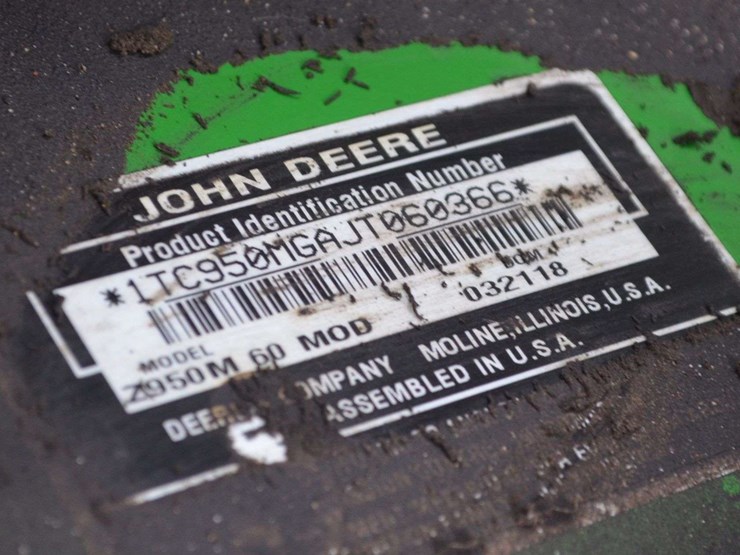 JOHN DEERE
Product Identification Number
*1TC950MGAJT060366*
032118
MODEL
Z950M 60 MOD
COMPANY MOLINE, ILLINOIS, U.S.A.
ASSEMBLED IN U.S.A.